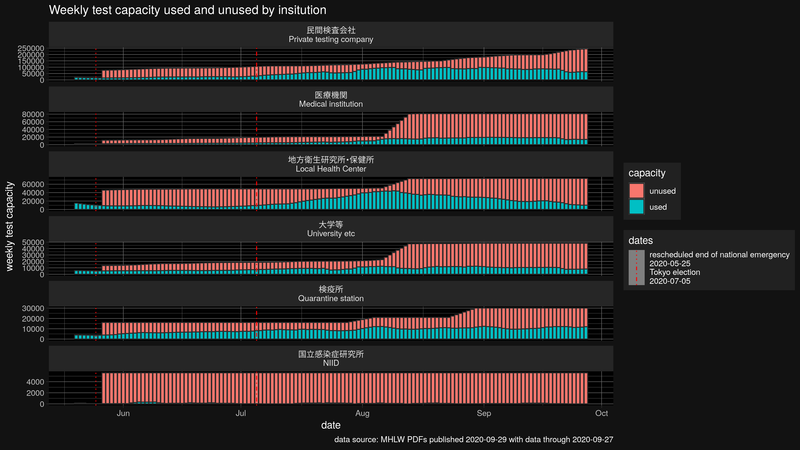 Weekly test capacity used and unused by insitution
民間検査会社
Private testing company
250000
200000
150000
100000
50000
0
医療機関
Medical institution
80000
60000
40000
20000
0
地方衛生研究所・保健所
Local Health Center
60000
40000
20000
0
大学等
University etc
50000
40000
30000
20000
10000
0
検疫所
Quarantine station
30000
20000
10000
0
国立感染症研究所
NIID
4000
2000
0
Jun
Jul
Aug
Sep
Oct
date
weekly test capacity
capacity
unused
used
dates
rescheduled end of national emergency
2020-05-25
Tokyo election
2020-07-05
data source: MHLW PDFs published 2020-09-29 with data through 2020-09-27